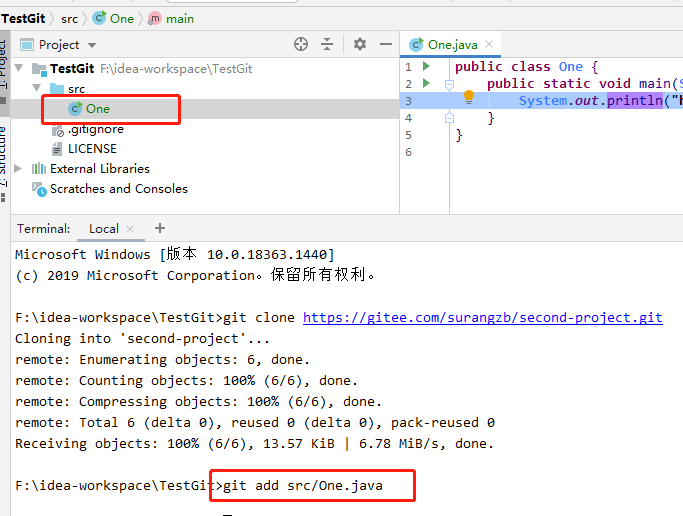 TestGit src One main
Project
TestGit F:\idea-workspace\TestGit
src
One
.gitignore
LICENSE
External Libraries
Scratches and Consoles
1: Project
7: Structure
One.java
1 public class One {
2 public static void main(S
3 System.out.println("
4 }
5 }
6
Terminal: Local
Microsoft Windows [版本 10.0.18363.1440]
(c) 2019 Microsoft Corporation。保留所有权利。
F:\idea-workspace\TestGit>git clone https://gitee.com/surangzb/second-project.git
Cloning into 'second-project'...
remote: Enumerating objects: 6, done.
remote: Counting objects: 100% (6/6), done.
remote: Compressing objects: 100% (6/6), done.
remote: Total 6 (delta 0), reused 0 (delta 0), pack-reused 0
Receiving objects: 100% (6/6), 13.57 KiB | 6.78 MiB/s, done.
F:\idea-workspace\TestGit>git add src/One.java